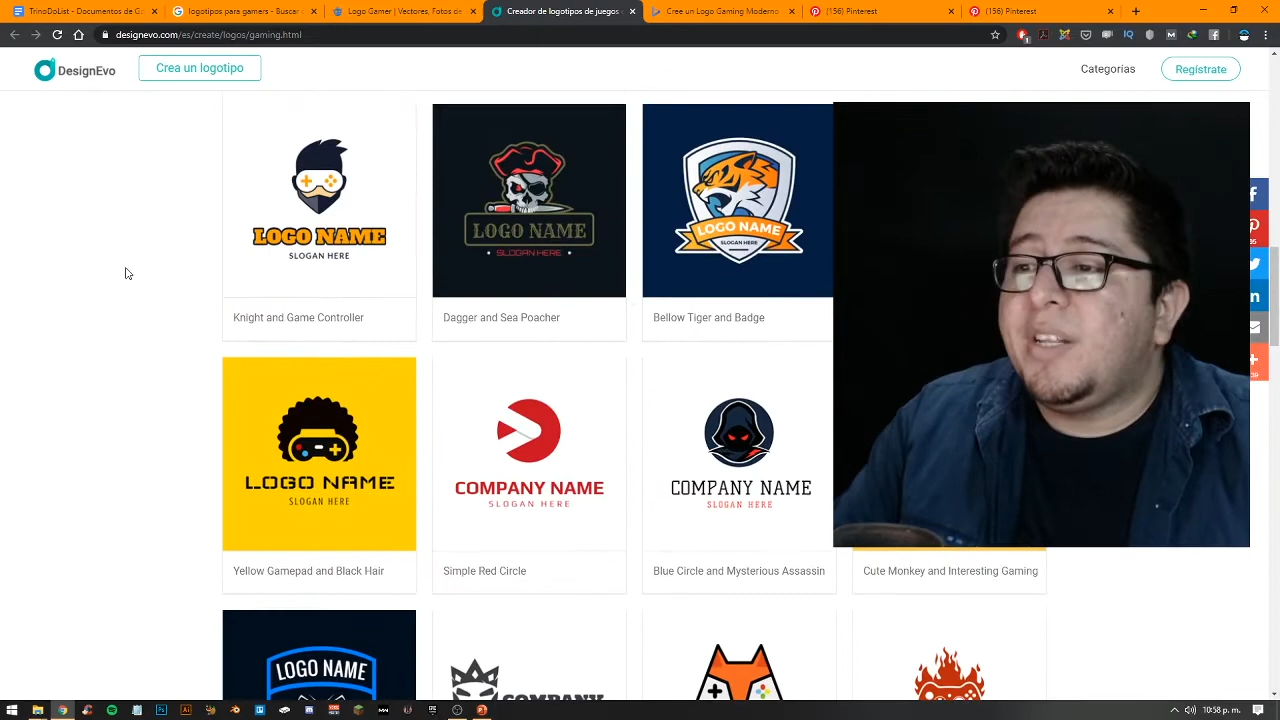 TrinoDoList - Documentos de Go
logotipos para gamers - Buscar c
Logo Gamer | Vectores, Fotos de
Creador de logotipos de juegos -
Cree un Logo Gaming Moderno
(156) Pinterest
(156) Pinterest
designevo.com/es/create/logos/gaming.html
DesignEvo
Crea un logotipo
Categorías
Regístrate
LOGO NAME
SLOGAN HERE
LOGO NAME
SLOGAN HERE
LOGO NAME
SLOGAN HERE
Knight and Game Controller
Dagger and Sea Poacher
Bellow Tiger and Badge
LOGO NAME
SLOGAN HERE
COMPANY NAME
SLOGAN HERE
COMPANY NAME
SLOGAN HERE
Yellow Gamepad and Black Hair
Simple Red Circle
Blue Circle and Mysterious Assassin
Cute Monkey and Interesting Gaming
LOGO NAME
COMPANY
10:58 p. m.